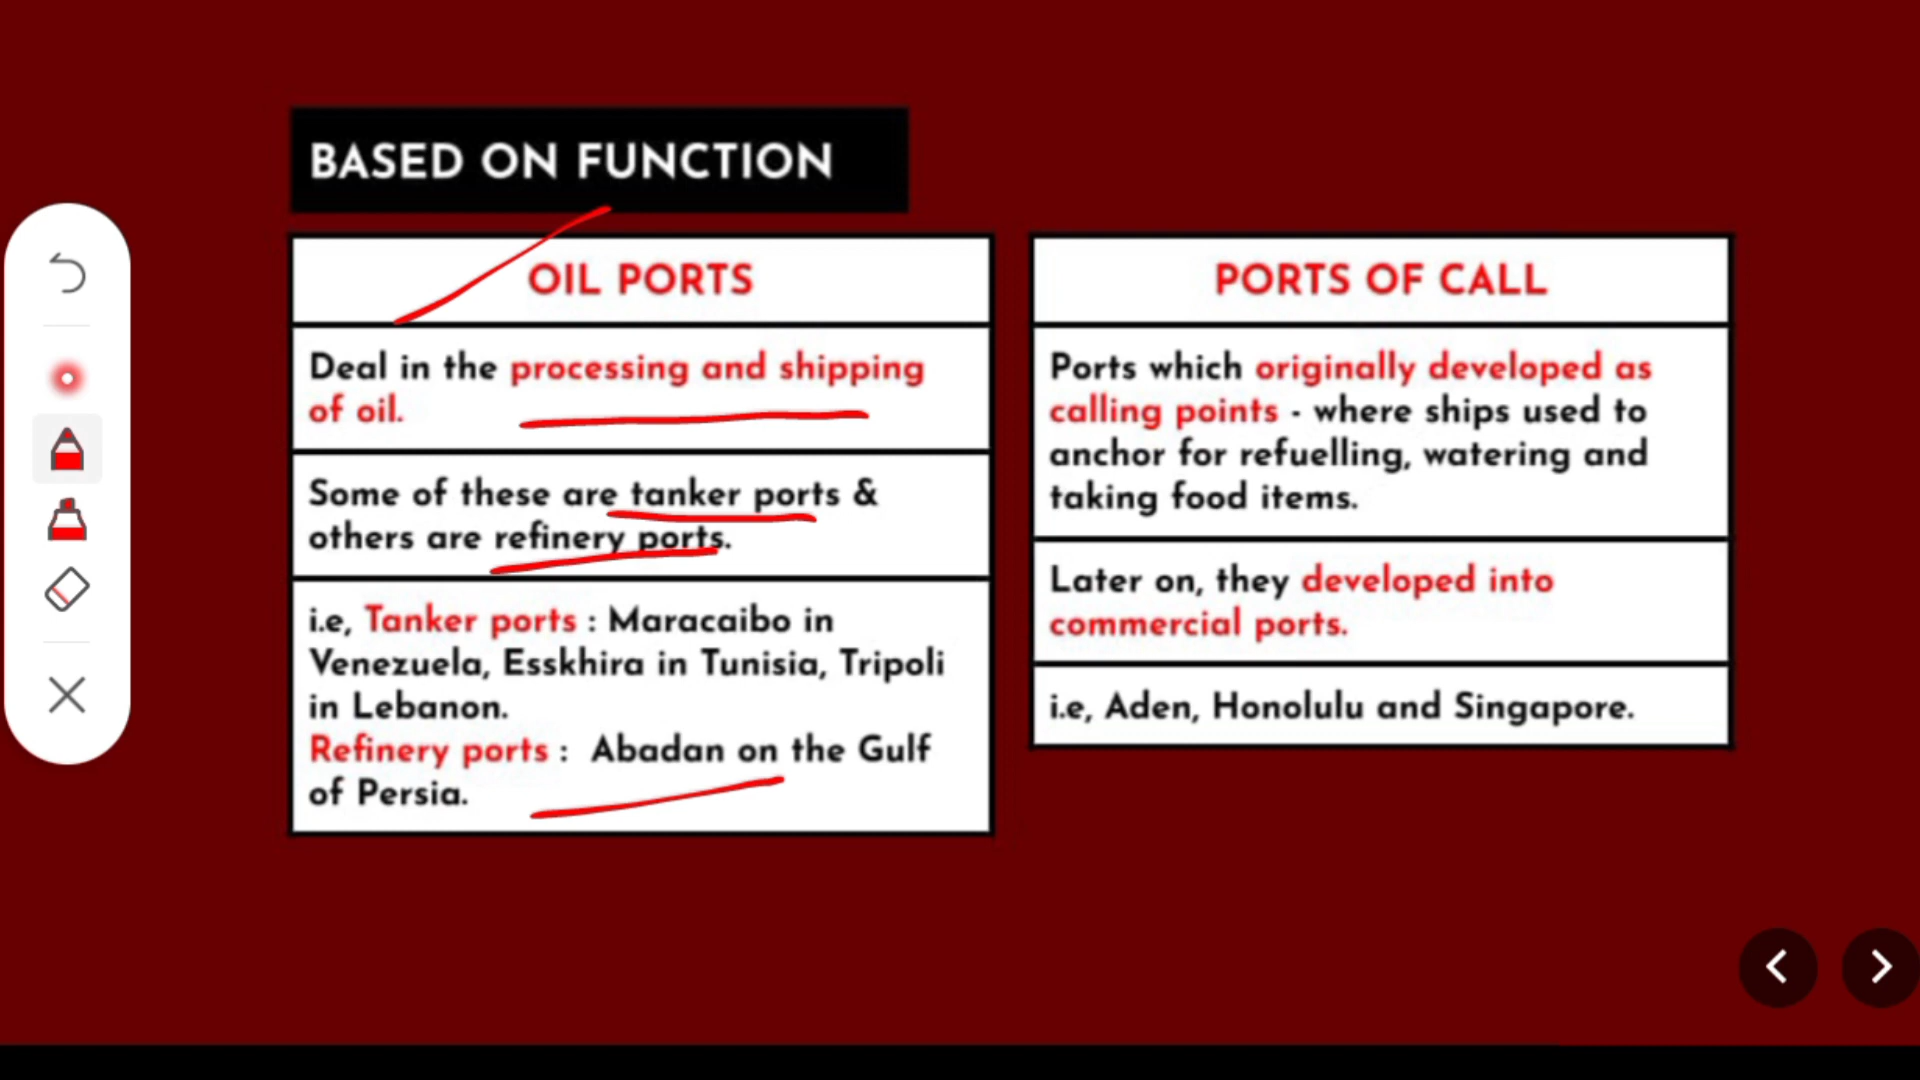 BASED ON FUNCTION
OIL PORTS
Deal in the processing and shipping
of oil.
Some of these are tanker ports &
others are refinery ports.
i.e, Tanker ports : Maracaibo in
Venezuela, Esskhira in Tunisia, Tripoli
in Lebanon.
Refinery ports : Abadan on the Gulf
of Persia.
PORTS OF CALL
Ports which originally developed as
calling points - where ships used to
anchor for refuelling, watering and
taking food items.
Later on, they developed into
commercial ports.
i.e, Aden, Honolulu and Singapore.